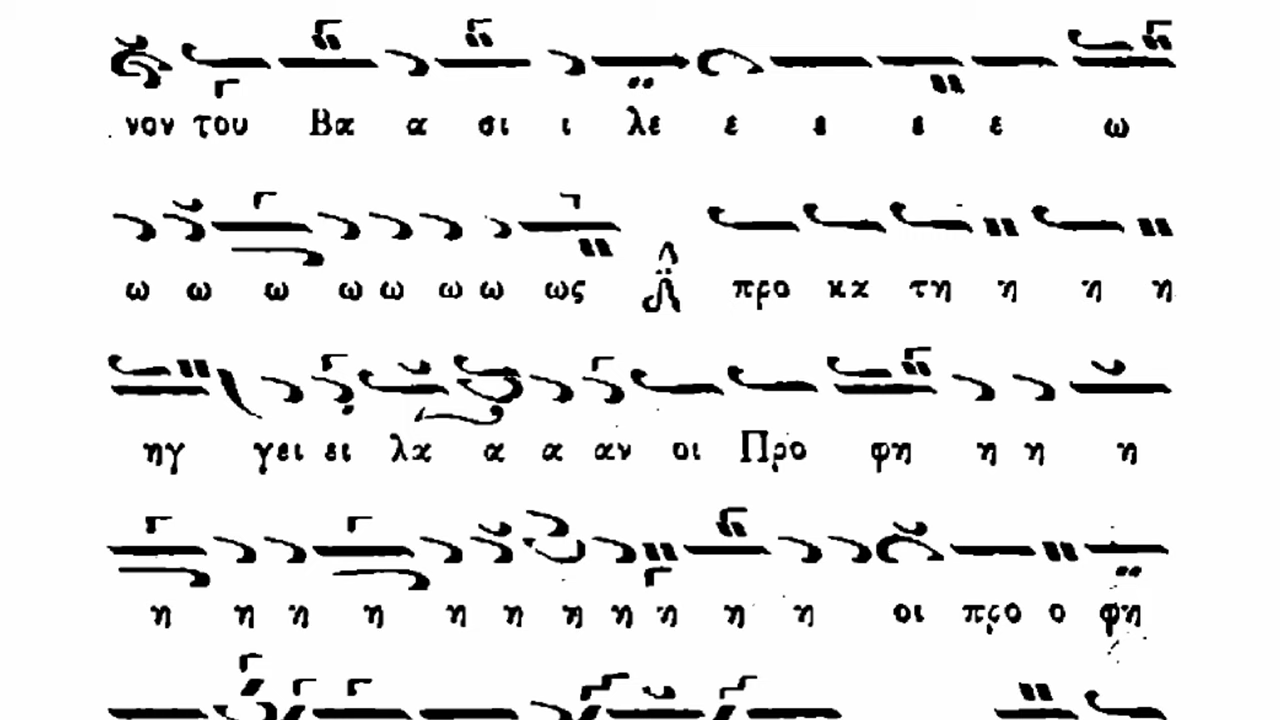 νον του Βα α σι ι λε ε ε ε ε ω
ω ω ω ω ω ω ω ως προ κα τη η η η
ηγ γει ει λα α α αν οι Προ φη η η η
η η η η η η η η η η η οι προ ο φη